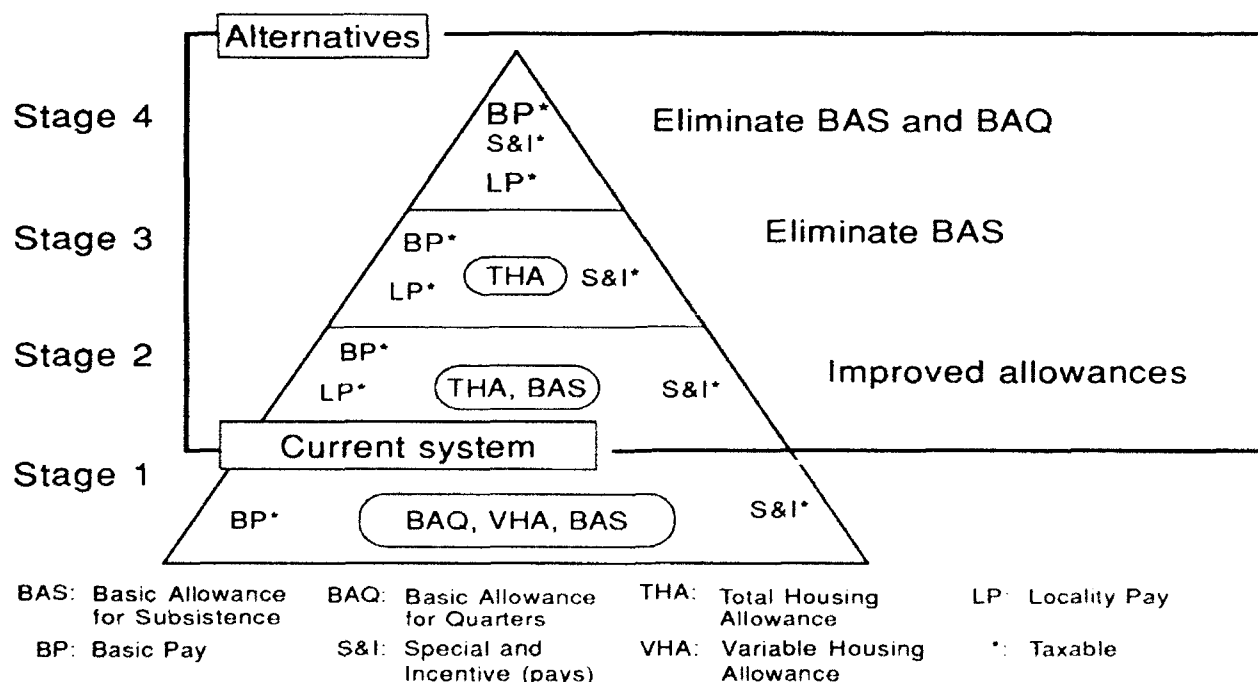 Alternatives
Stage 4
BP*
S&I*
LP*
Eliminate BAS and BAQ
Stage 3
BP*
LP*
THA
S&I*
Eliminate BAS
Stage 2
BP*
LP*
THA, BAS
S&I*
Improved allowances
Current system
Stage 1
BP*
BAQ, VHA, BAS
S&I*
BAS: Basic Allowance
for Subsistence
BAQ: Basic Allowance
for Quarters
THA: Total Housing
Allowance
LP: Locality Pay
BP: Basic Pay
S&I: Special and
Incentive (pays)
VHA: Variable Housing
Allowance
*: Taxable